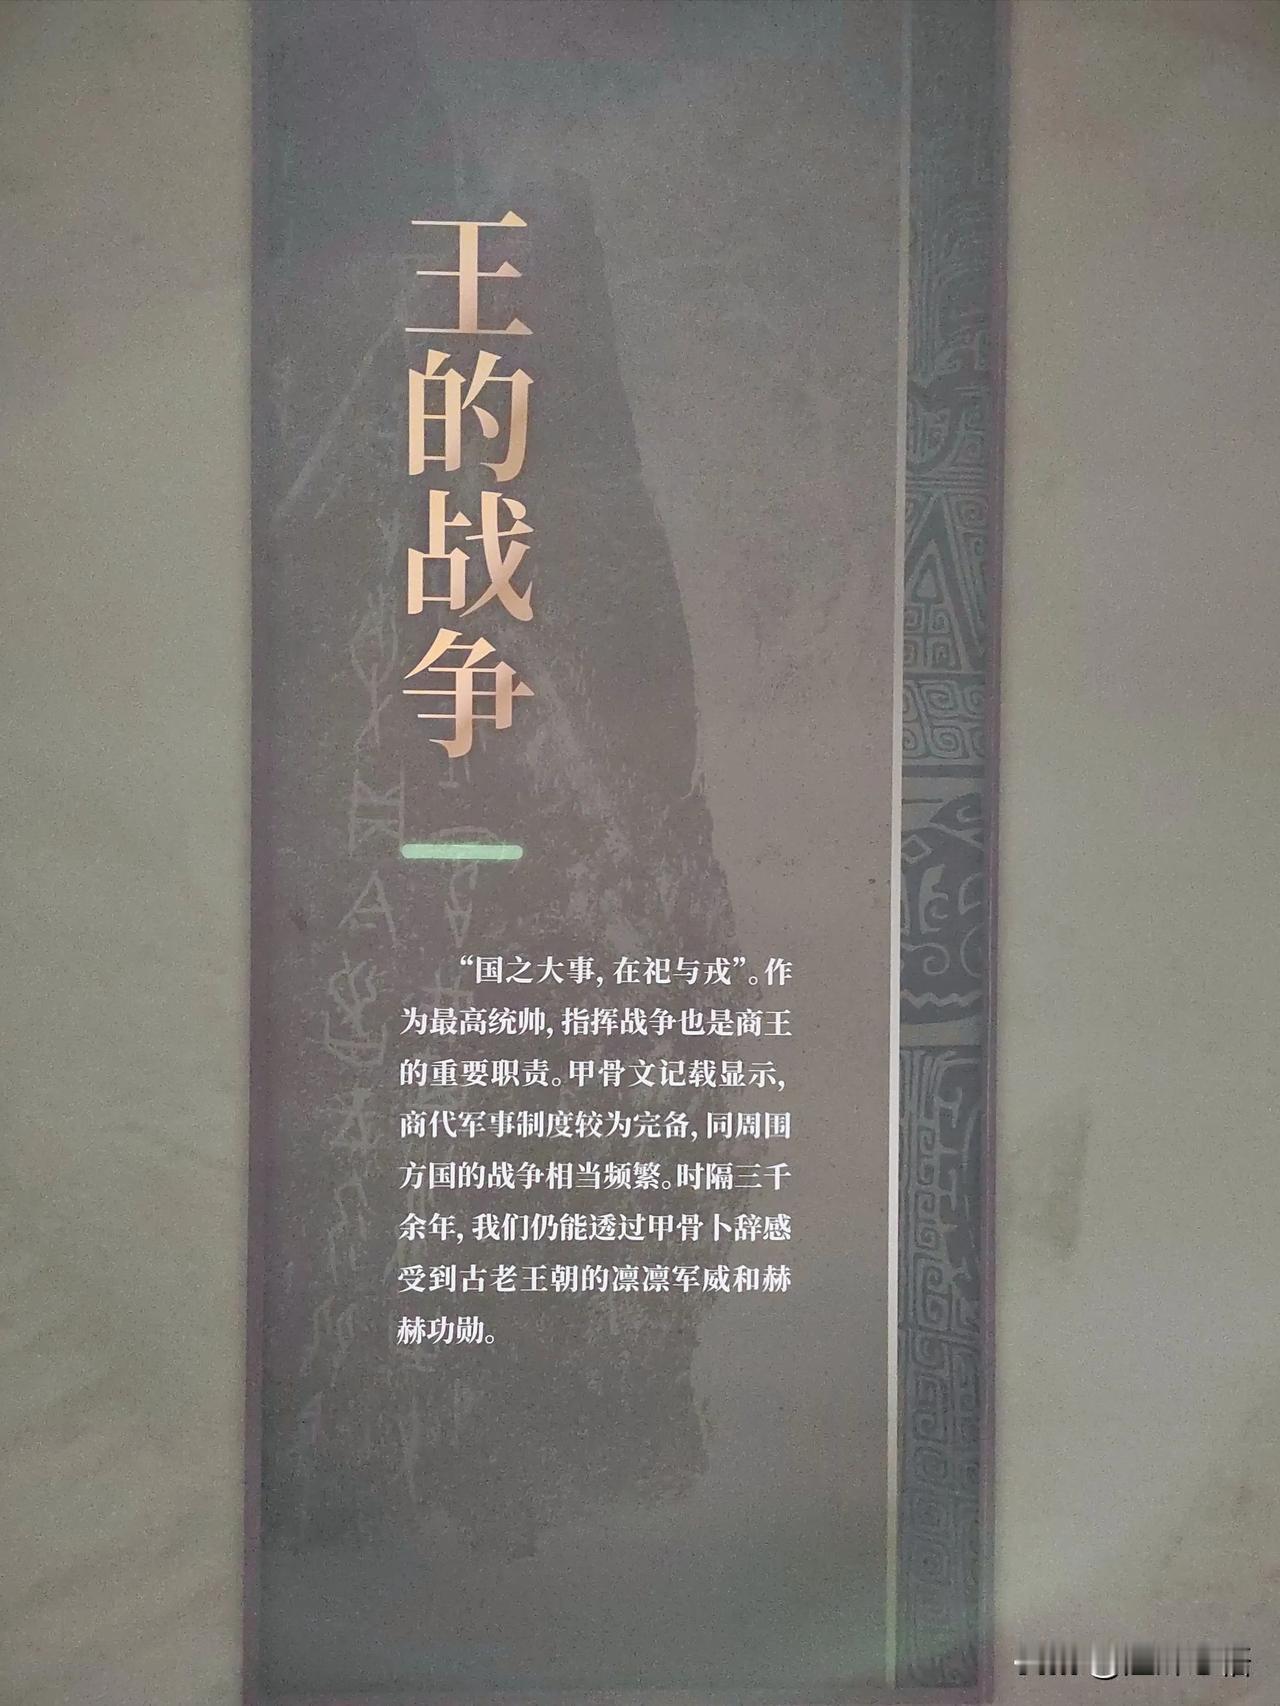 王的战争
“国之大事，在祀与戎”。作
为最高统帅，指挥战争也是商王
的重要职责。甲骨文记载显示，
商代军事制度较为完备，同周围
方国的战争相当频繁。时隔三千
余年，我们仍能透过甲骨卜辞感
受到古老王朝的凛凛军威和赫
赫功勋。